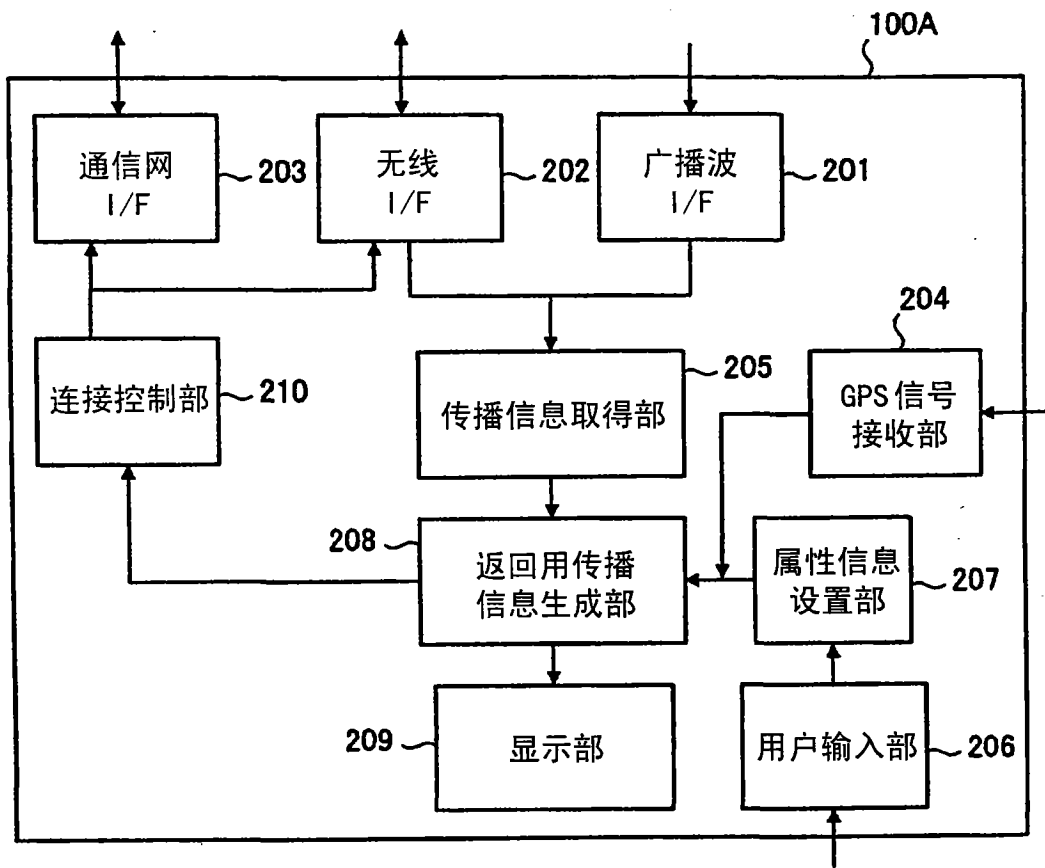 100A
通信网
I/F
203
无线
I/F
202
广播波
I/F
201
204
连接控制部
210
传播信息取得部
205
GPS信号
接收部
208
返回用传播
信息生成部
属性信息
设置部
207
209
显示部
用户输入部
206